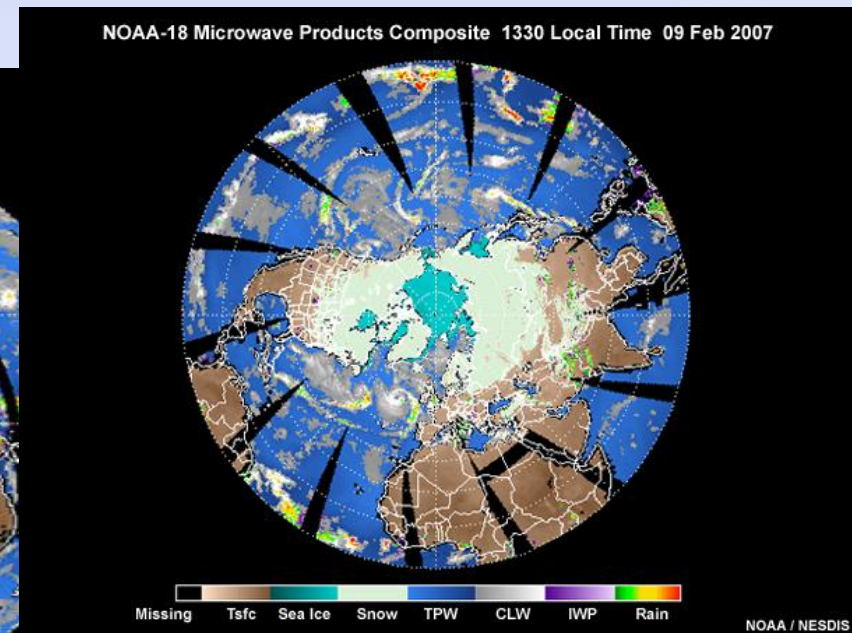 NOAA-18 Microwave Products Composite 1330 Local Time 09 Feb 2007
Missing Tsfc Sea Ice Snow TPW CLW IWP Rain
NOAA / NESDIS